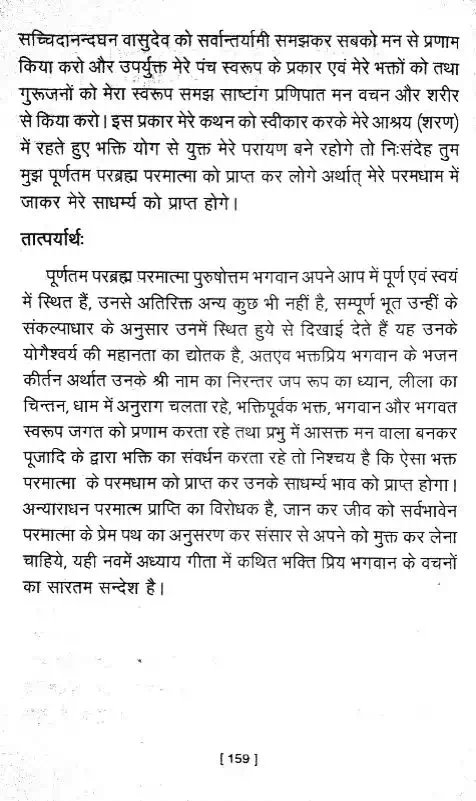 सच्चिदानन्दघन वासुदेव को सर्वान्तर्यामी समझकर सबको मन से प्रणाम
किया करो और उपर्युक्त मेरे पंच स्वरूप के प्रकार एवं मेरे भक्तों को तथा
गुरूजनों को मेरा स्वरूप समझ साष्टांग प्रणिपात मन वचन और शरीर
से किया करो। इस प्रकार मेरे कथन को स्वीकार करके मेरे आश्रय (शरण)
में रहते हुए भक्ति योग से युक्त मेरे परायण बने रहोगे तो निःसंदेह तुम
मुझ पूर्णतम परब्रह्म परमात्मा को प्राप्त कर लोगे अर्थात् मेरे परमधाम में
जाकर मेरे साधर्म्य को प्राप्त होगे।
तात्पर्यार्थः
पूर्णतम परब्रह्म परमात्मा पुरुषोत्तम भगवान अपने आप में पूर्ण एवं स्वयं
में स्थित हैं, उनसे अतिरिक्त अन्य कुछ भी नहीं है, सम्पूर्ण भूत उन्हीं के
संकल्पाधार के अनुसार उनमें स्थित हुये से दिखाई देते हैं यह उनके
योगैश्वर्य की महानता का द्योतक है, अतएव भक्तप्रिय भगवान के भजन
कीर्तन अर्थात उनके श्री नाम का निरन्तर जप रूप का ध्यान, लीला का
चिन्तन, धाम में अनुराग चलता रहे, भक्तिपूर्वक भक्त, भगवान और भगवत
स्वरूप जगत को प्रणाम करता रहे तथा प्रभु में आसक्त मन वाला बनकर
पूजादि के द्वारा भक्ति का संवर्धन करता रहे तो निश्चय है कि ऐसा भक्त
परमात्मा के परमधाम को प्राप्त कर उनके साधर्म्य भाव को प्राप्त होगा।
अन्याराधन परमात्म प्राप्ति का विरोधक है, जान कर जीव को सर्वभावेन
परमात्मा के प्रेम पथ का अनुसरण कर संसार से अपने को मुक्त कर लेना
चाहिये, यही नवमें अध्याय गीता में कथित भक्ति प्रिय भगवान के वचनों
का सारतम सन्देश है।
[ 159 ]